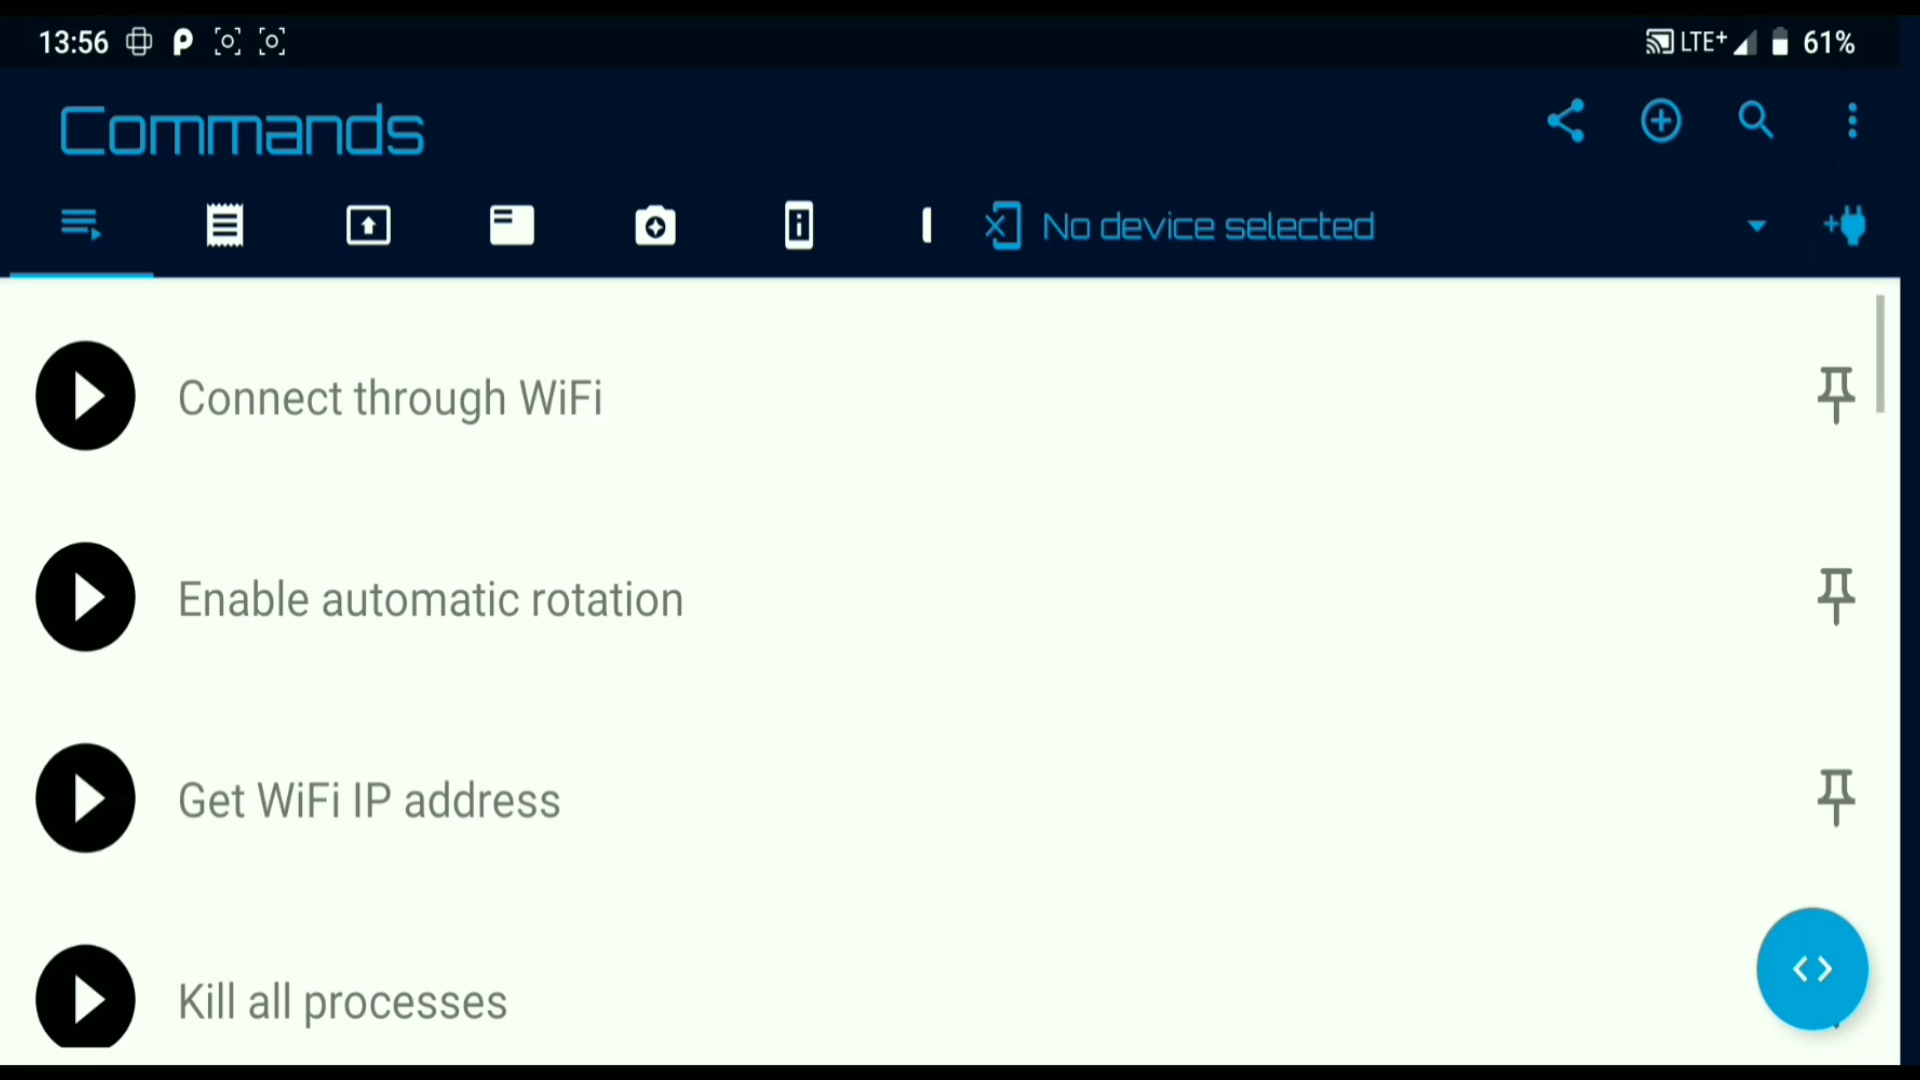 13:56
LTE+ 61%
Commands
No device selected
Connect through WiFi
Enable automatic rotation
Get WiFi IP address
Kill all processes